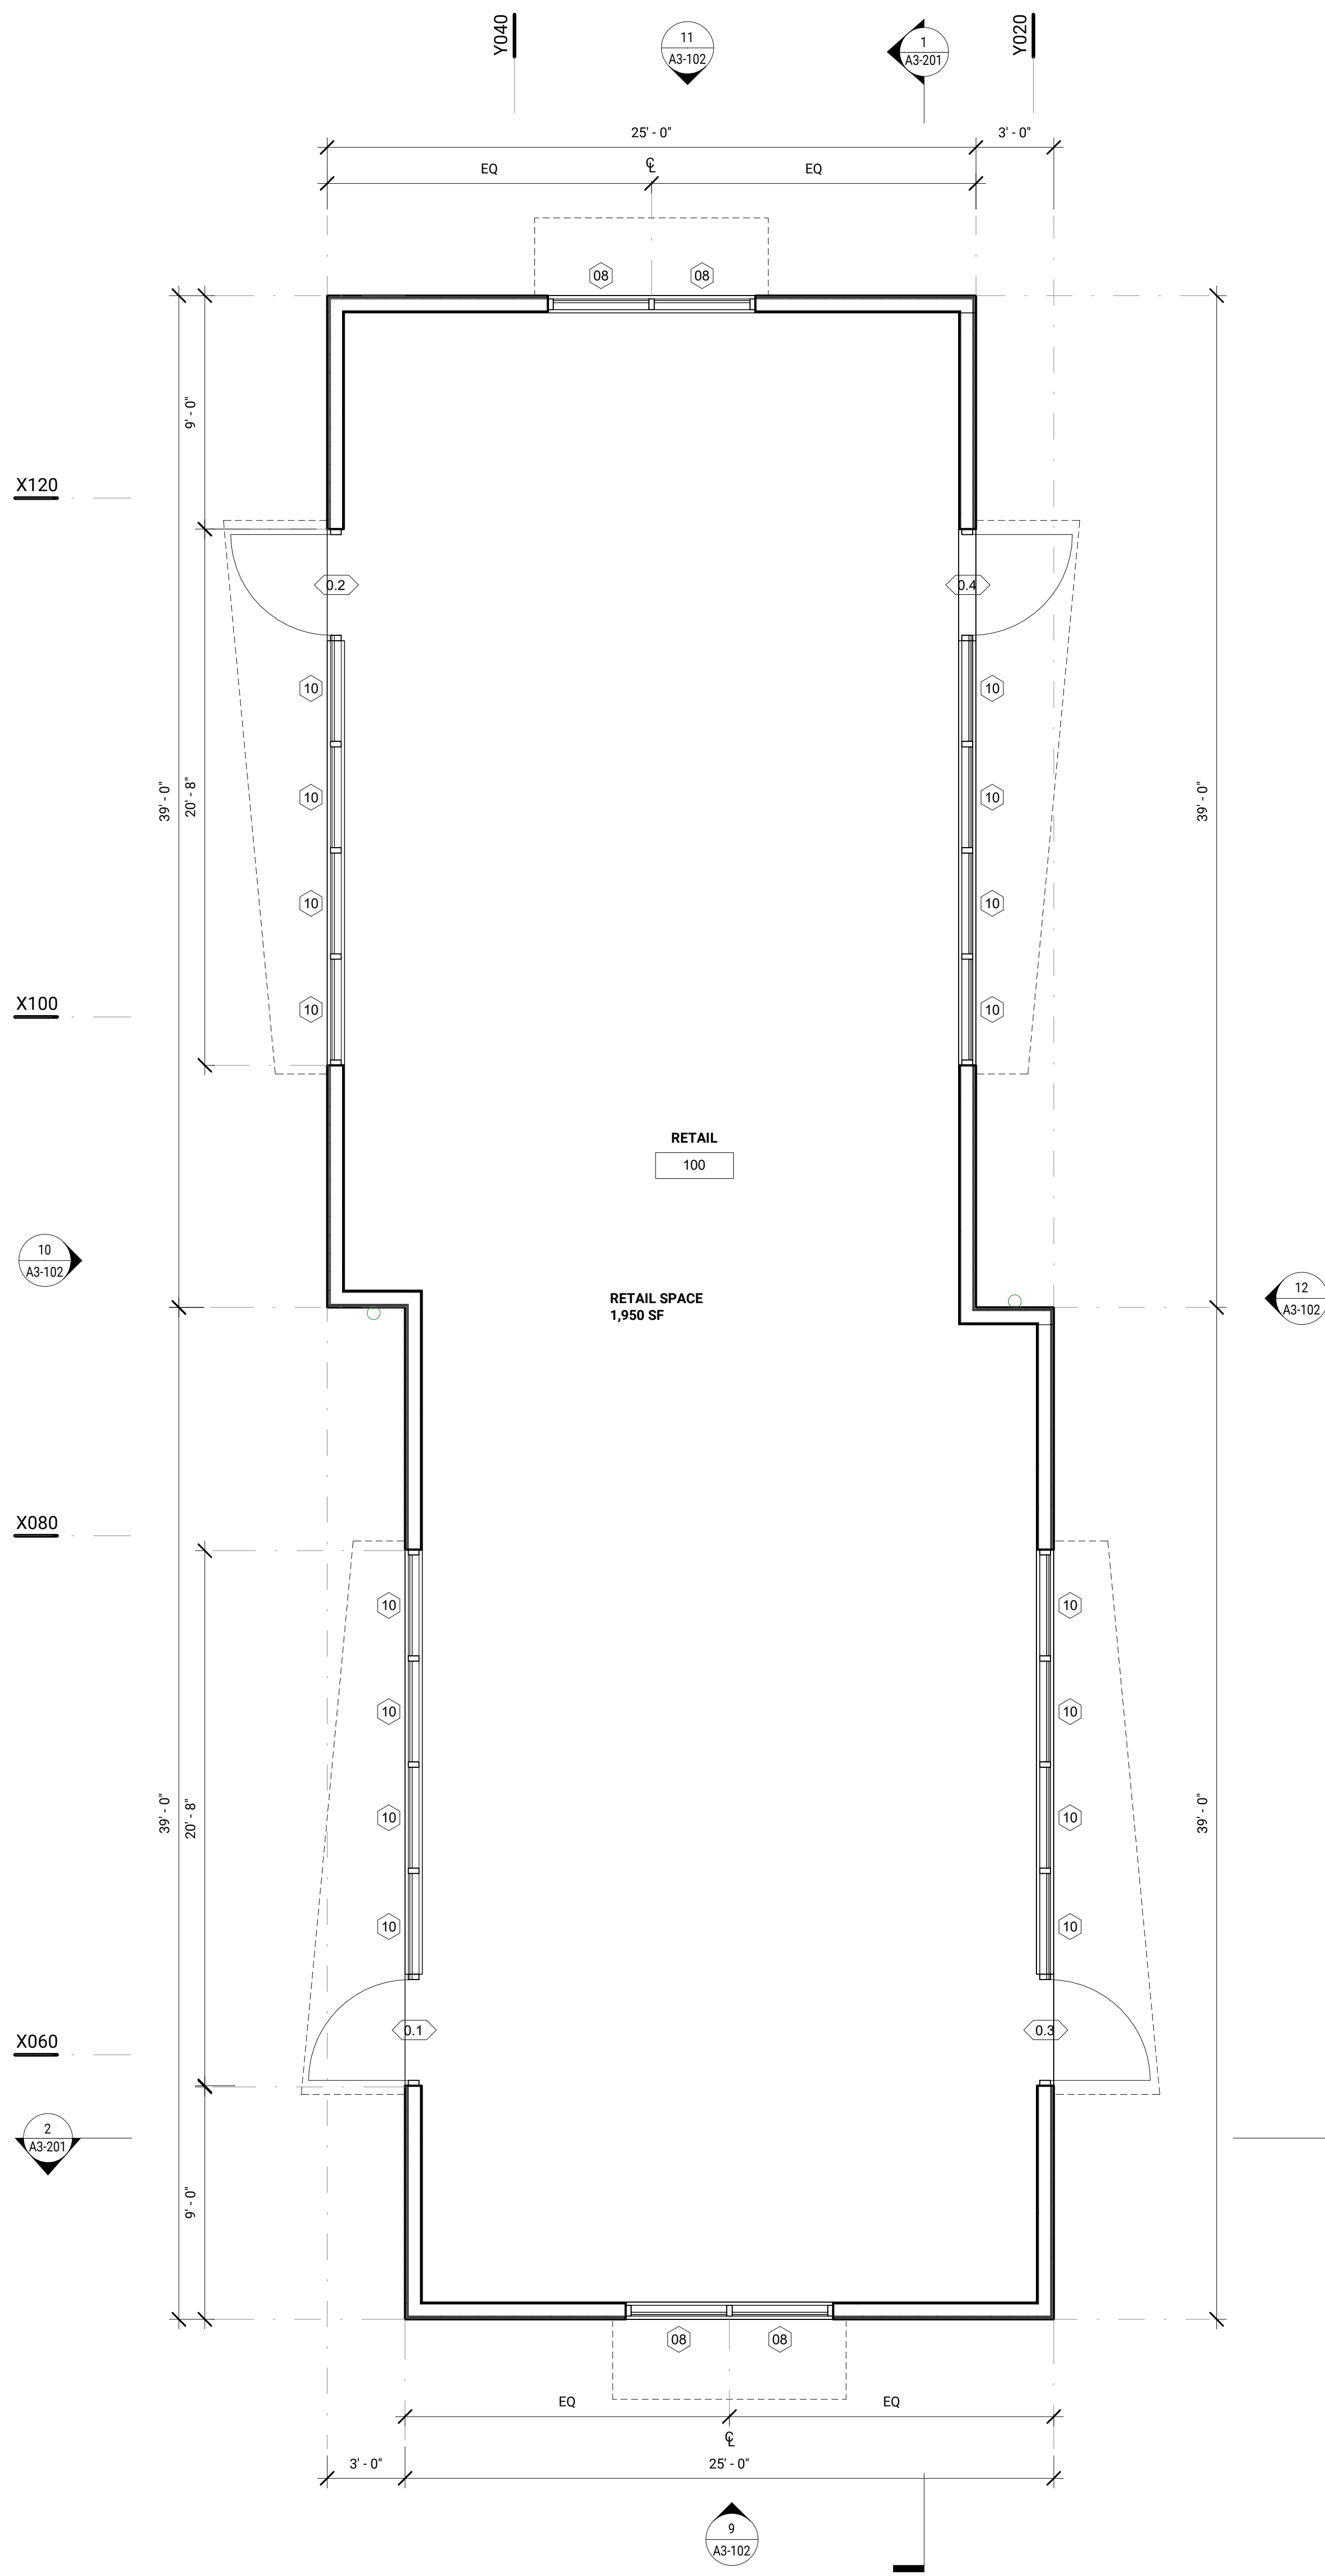 Y040
11
A3-102
1
A3-201
Y020
25' - 0"
3' - 0"
EQ
℄
EQ
08
08
9' - 0"
X120
0.2
0.4
10
10
39' - 0"
20' - 8"
10
10
39' - 0"
10
10
X100
10
10
RETAIL
100
10
A3-102
RETAIL SPACE
1,950 SF
12
A3-102
X080
10
10
10
10
39' - 0"
20' - 8"
10
10
39' - 0"
10
10
0.1
0.3
X060
2
A3-201
9' - 0"
08
08
EQ
EQ
℄
3' - 0"
25' - 0"
9
A3-102